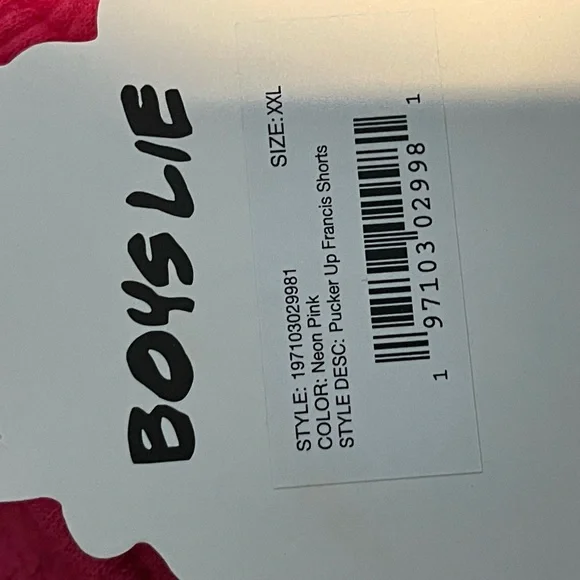 BOYS LIE
SIZE: XXL
STYLE: 197103029981
COLOR: Neon Pink
STYLE DESC: Pucker Up Francis Shorts
1 97103 02998 1